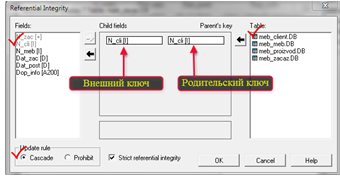 Referential Integrity
Fields:
Child fields
Parent's key
Table:
N_zac [+]
N_cli [I]
N_meb [I]
Dat_zac [D]
Dat_post [D]
Dop_info [A200]
N_cli [I]
N_cli [I]
meb_client.DB
meb_meb.DB
meb_proizvod.DB
meb_zacaz.DB
Внешний ключ
Родительский ключ
Update rule
Cascade
Prohibit
Strict referential integrity
OK
Cancel
Help